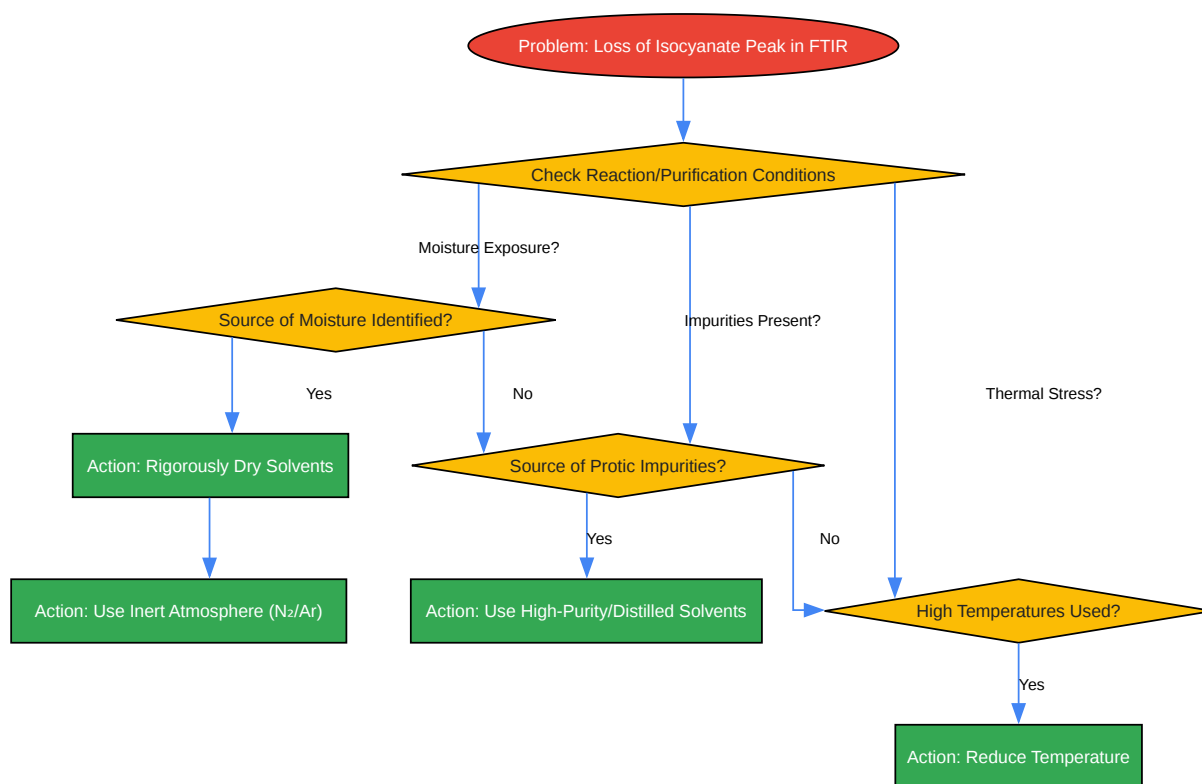 Problem: Loss of Isocyanate Peak in FTIR
Check Reaction/Purification Conditions
Moisture Exposure?
Source of Moisture Identified?
Impurities Present?
Yes
No
Thermal Stress?
Action: Rigorously Dry Solvents
Source of Protic Impurities?
Yes
No
Action: Use Inert Atmosphere (N₂/Ar)
Action: Use High-Purity/Distilled Solvents
High Temperatures Used?
Yes
Action: Reduce Temperature